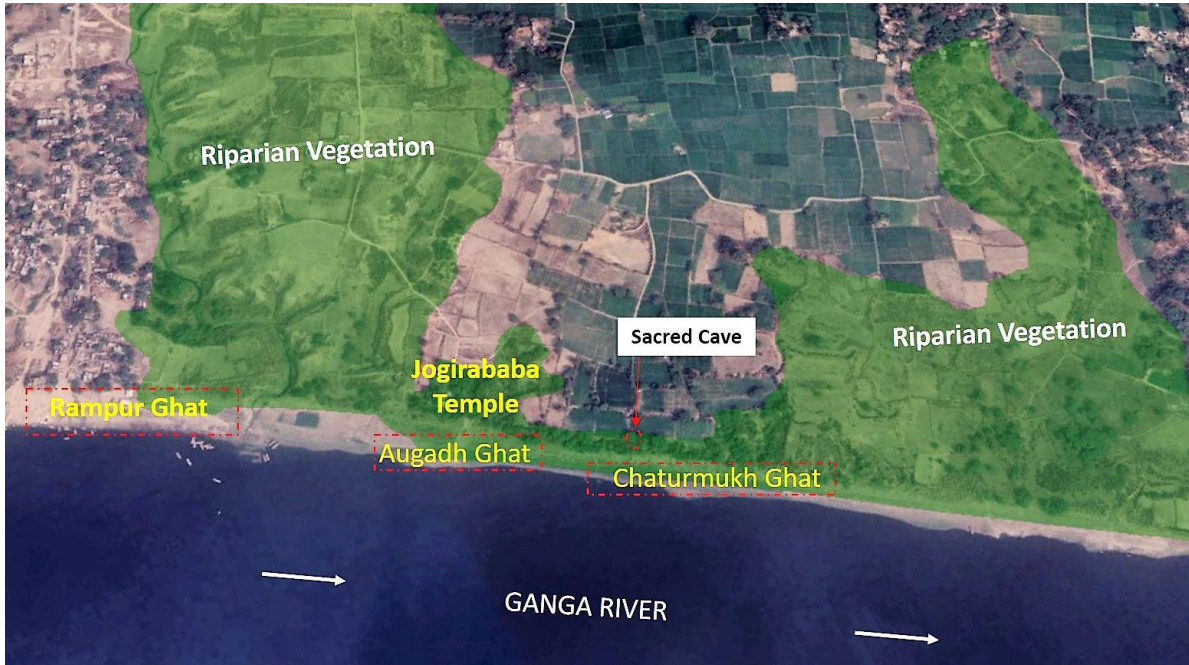 Riparian Vegetation
Sacred Cave
Riparian Vegetation
Jogirababa
Temple
Rampur Ghat
Augadh Ghat
Chaturmukh Ghat
GANGA RIVER